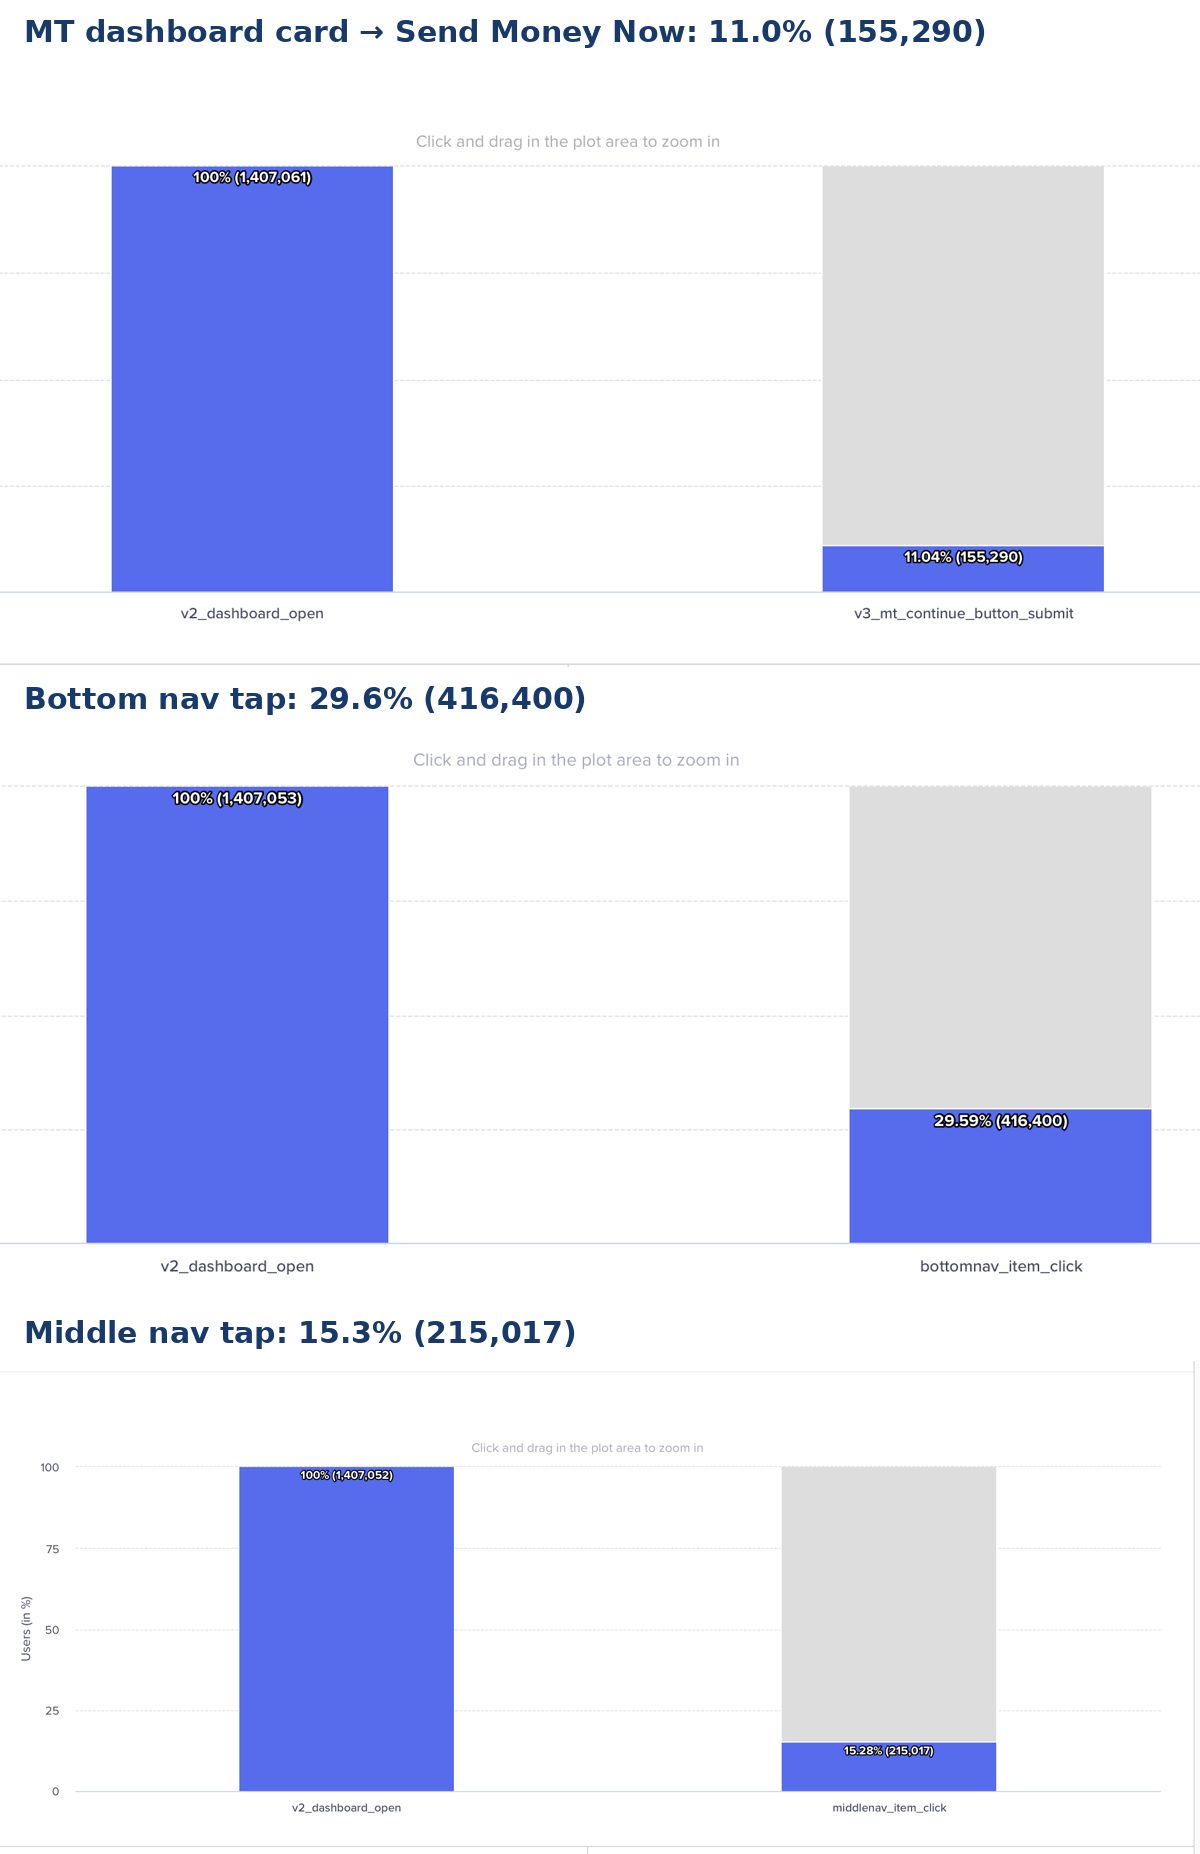 MT dashboard card → Send Money Now: 11.0% (155,290)
Click and drag in the plot area to zoom in
100% (1,407,061)
11.04% (155,290)
v2_dashboard_open
v3_mt_continue_button_submit
Bottom nav tap: 29.6% (416,400)
Click and drag in the plot area to zoom in
100% (1,407,053)
29.59% (416,400)
v2_dashboard_open
bottomnav_item_click
Middle nav tap: 15.3% (215,017)
Click and drag in the plot area to zoom in
100
100% (1,407,052)
75
Users (in %)
50
25
15.28% (215,017)
0
v2_dashboard_open
middlenav_item_click